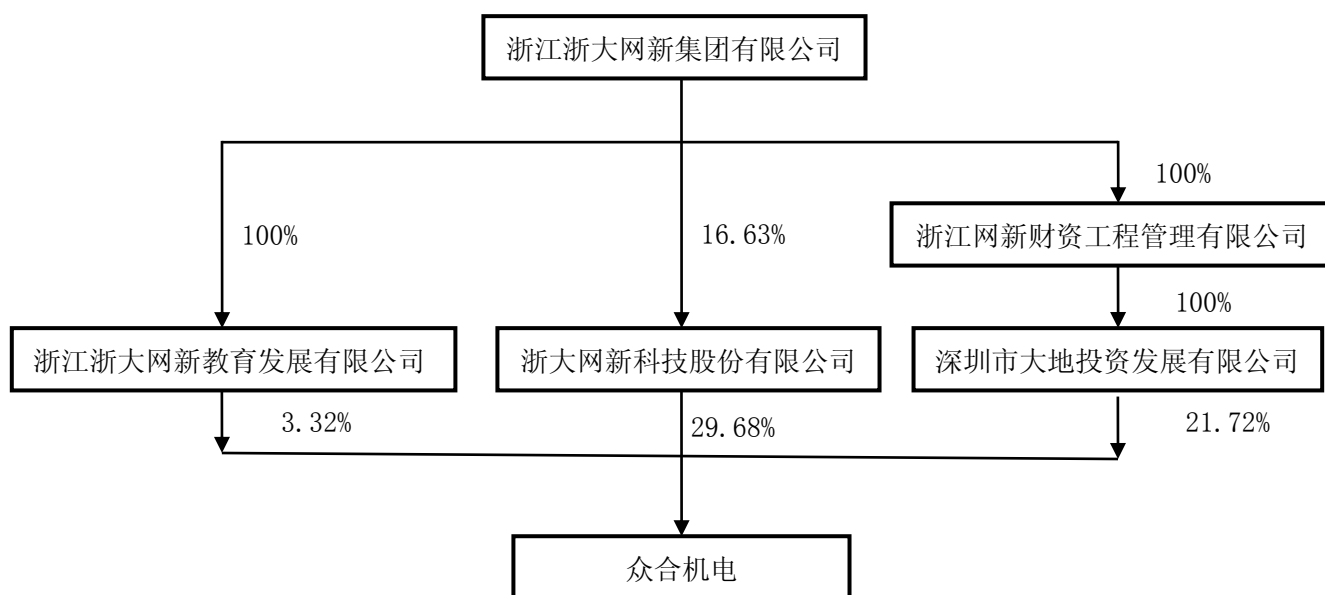 浙江浙大网新集团有限公司
100%
100%
16.63%
浙江网新财资工程管理有限公司
100%
浙江浙大网新教育发展有限公司
浙大网新科技股份有限公司
深圳市大地投资发展有限公司
3.32%
29.68%
21.72%
众合机电